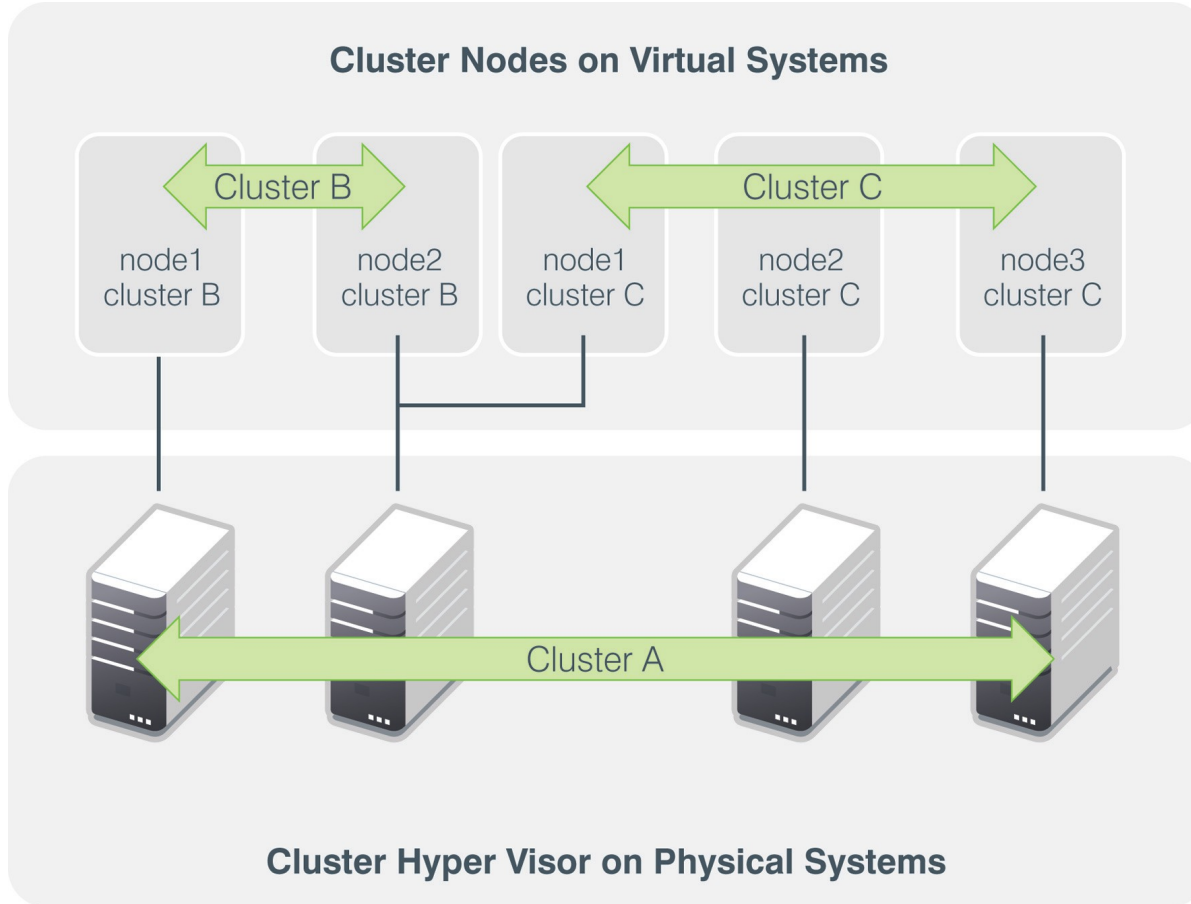 Cluster Nodes on Virtual Systems
Cluster B
Cluster C
node1
cluster B
node2
cluster B
node1
cluster C
node2
cluster C
node3
cluster C
Cluster A
Cluster Hyper Visor on Physical Systems